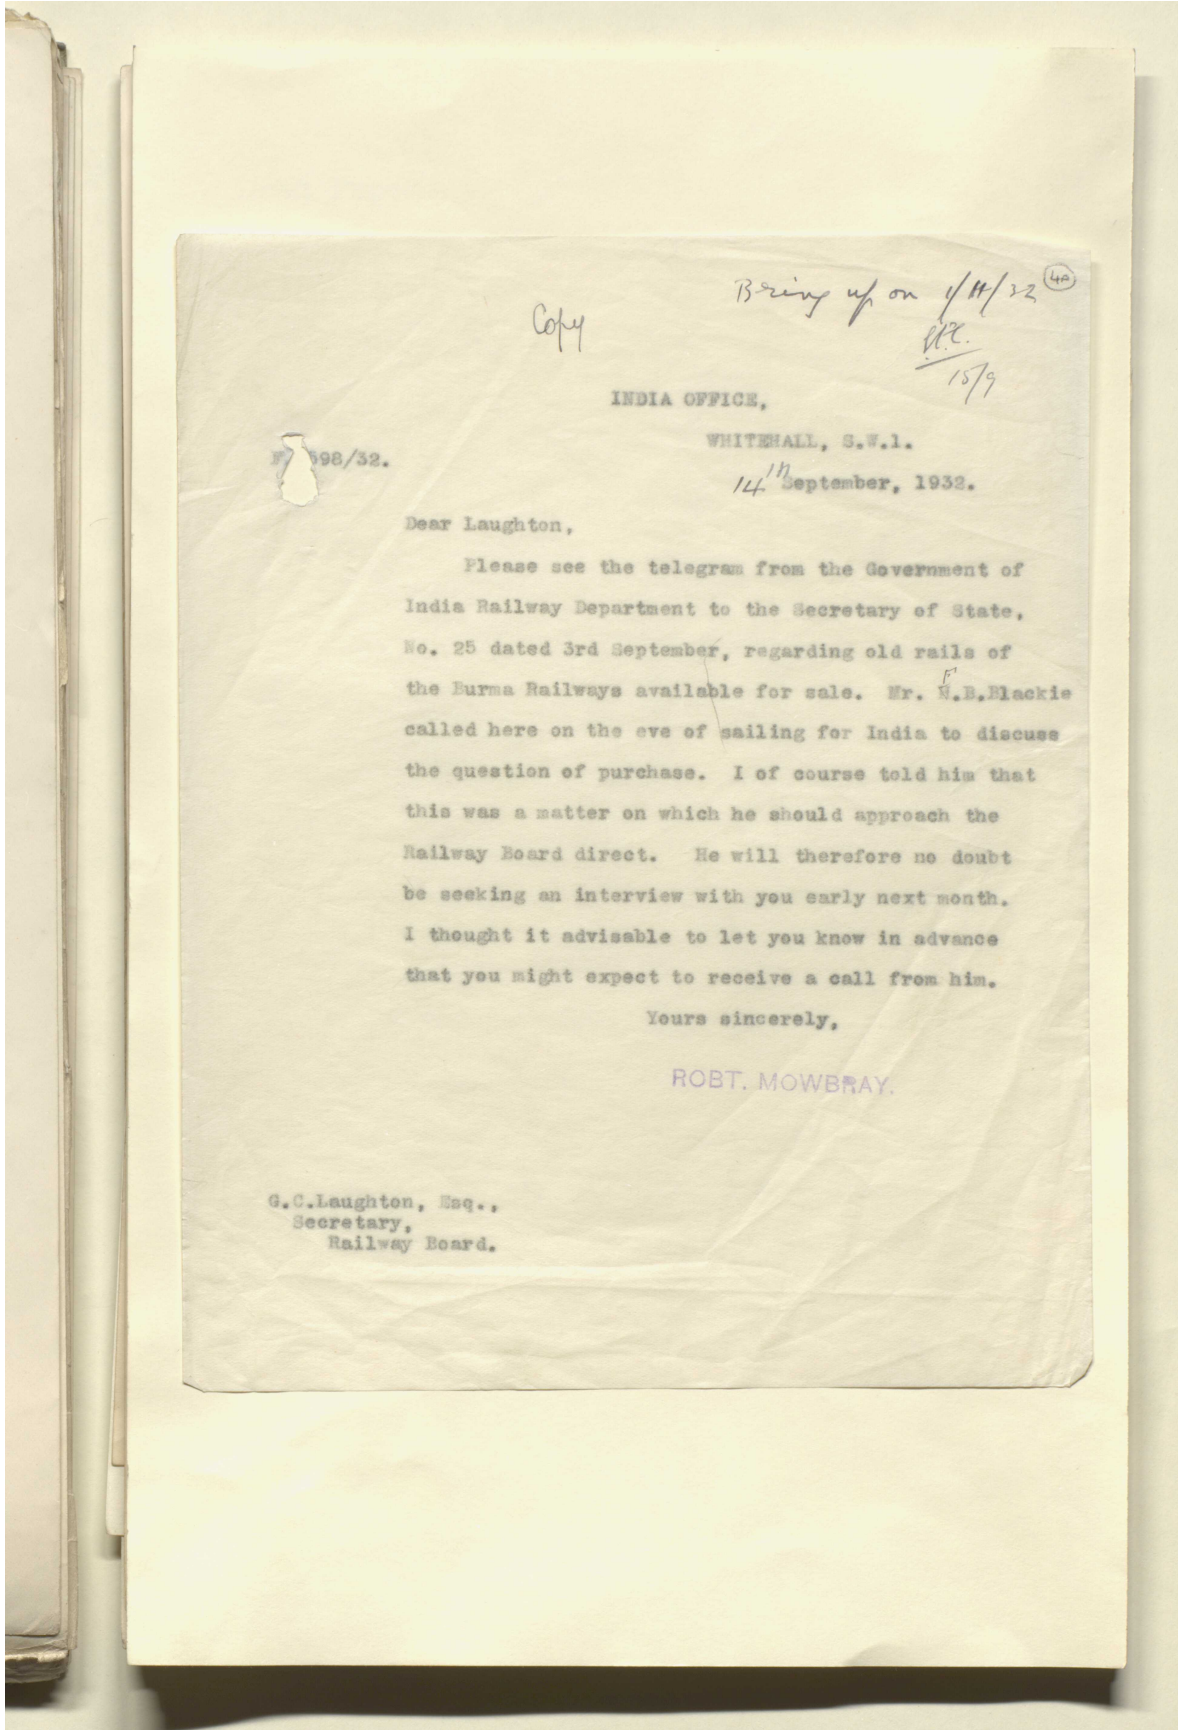 4A
Bring up on 1/11/32
Copy
15/9
INDIA OFFICE,
WHITEHALL, S.W.1.
698/32.
14th September, 1932.
Dear Laughton,
Please see the telegram from the Government of
India Railway Department to the Secretary of State,
No. 25 dated 3rd September, regarding old rails of
the Burma Railways available for sale. Mr. .B.Blackie
called here on the eve of sailing for India to discuss
the question of purchase. I of course told him that
this was a matter on which he should approach the
Railway Board direct. He will therefore no doubt
be seeking an interview with you early next month.
I thought it advisable to let you know in advance
that you might expect to receive a call from him.
Yours sincerely,
ROBT. MOWBRAY.
G.C.Laughton, Esq.,
Secretary,
Railway Board.